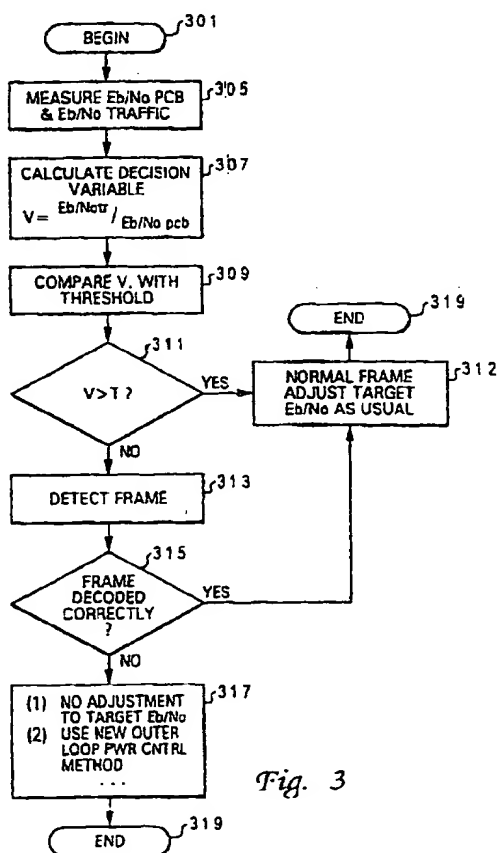 BEGIN
301
MEASURE Eb/No PCB
& Eb/No TRAFFIC
305
CALCULATE DECISION
VARIABLE
V= Eb/Notr / Eb/No pcb
307
COMPARE V. WITH
THRESHOLD
309
V>T ?
311
YES
NO
NORMAL FRAME
ADJUST TARGET
Eb/No AS USUAL
312
END
319
DETECT FRAME
313
FRAME
DECODED
CORRECTLY
?
315
YES
NO
(1) NO ADJUSTMENT
TO TARGET Eb/No
(2) USE NEW OUTER
LOOP PWR CNTRL
METHOD
. . .
317
END
319
Fig. 3